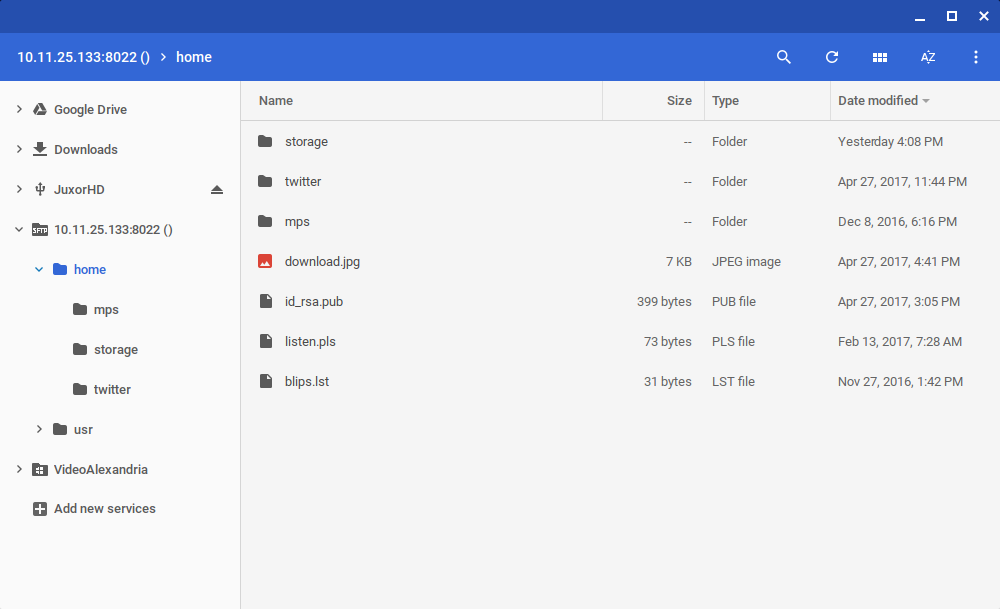 10.11.25.133:8022 () > home
AZ
Google Drive
Downloads
JuxorHD
SFTP 10.11.25.133:8022 ()
home
mps
storage
twitter
usr
VideoAlexandria
Add new services
Name Size Type Date modified
storage -- Folder Yesterday 4:08 PM
twitter -- Folder Apr 27, 2017, 11:44 PM
mps -- Folder Dec 8, 2016, 6:16 PM
download.jpg 7 KB JPEG image Apr 27, 2017, 4:41 PM
id_rsa.pub 399 bytes PUB file Apr 27, 2017, 3:05 PM
listen.pls 73 bytes PLS file Feb 13, 2017, 7:28 AM
blips.lst 31 bytes LST file Nov 27, 2016, 1:42 PM